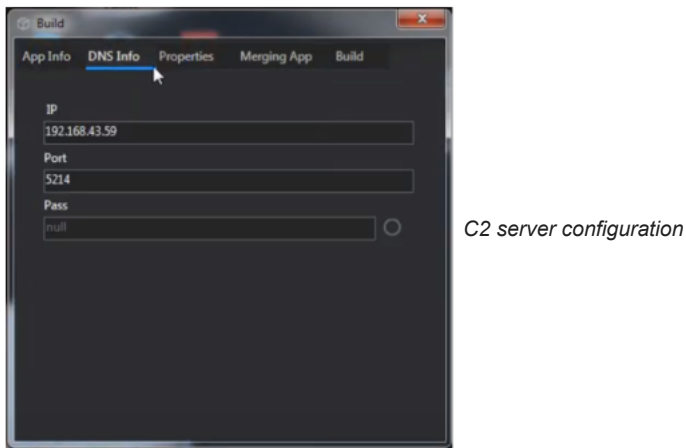 Build
App Info DNS Info Properties Merging App Build
IP
192.168.43.59
Port
5214
Pass
null
C2 server configuration